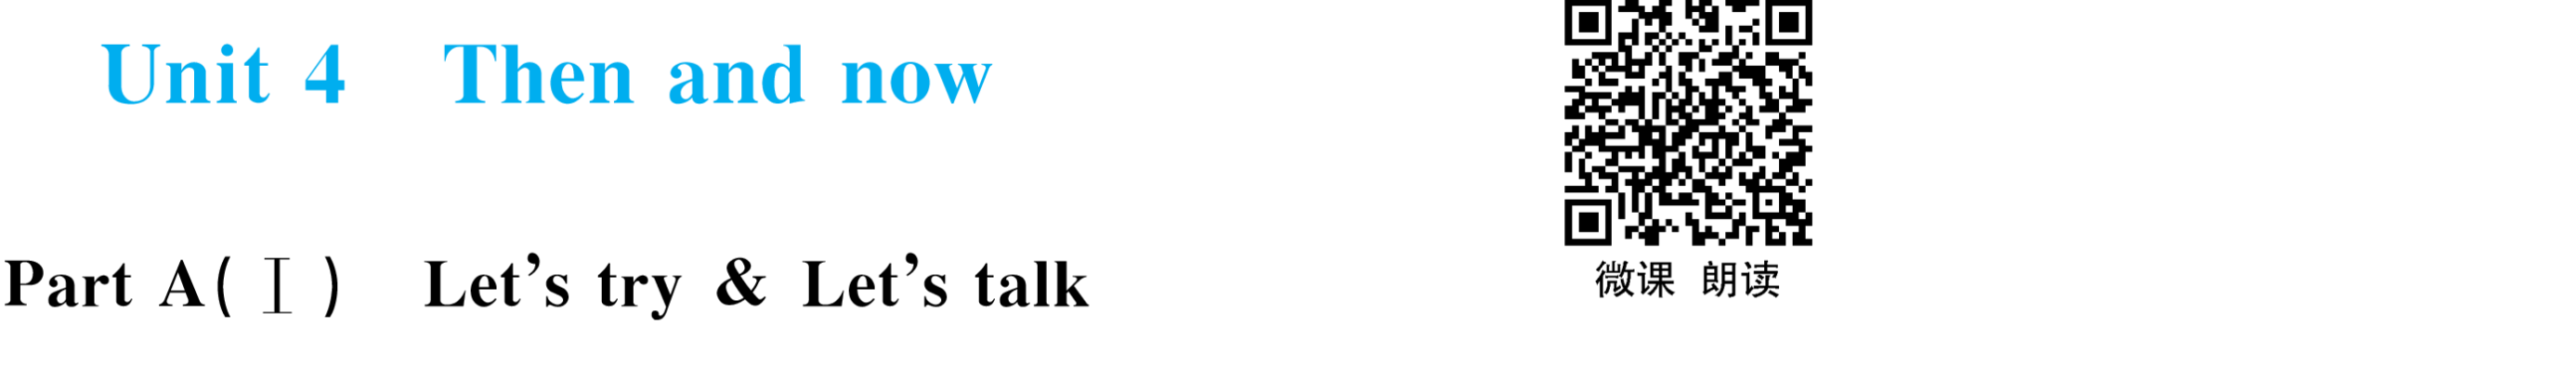 Unit 4 Then and now
Part A(Ⅰ) Let's try & Let's talk
微课 朗读